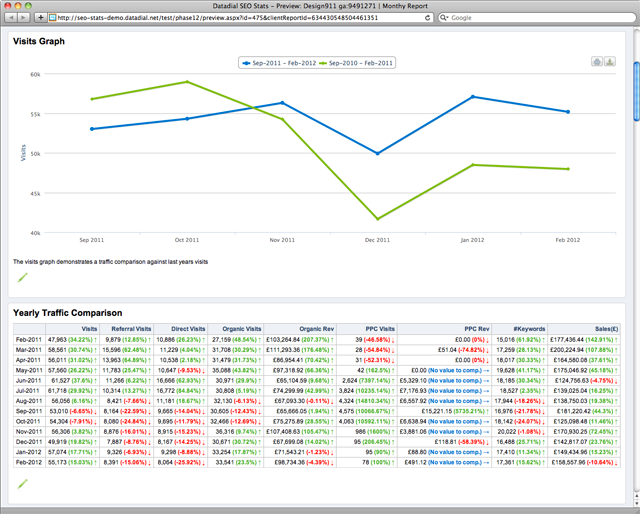 Datadial SEO Stats - Preview: Design911 ga:9491271 | Monthy Report
http://seo-stats-demo.datadial.net/test/phase12/preview.aspx?id=475&clientReportId=634430548504461351
Google
Visits Graph
Sep-2011 - Feb-2012 Sep-2010 - Feb-2011
60k
55k
50k
45k
40k
Visits
Sep 2011 Oct 2011 Nov 2011 Dec 2011 Jan 2012 Feb 2012
The visits graph demonstrates a traffic comparison against last years visits
Yearly Traffic Comparison
Visits Referral Visits Direct Visits Organic Visits Organic Rev PPC Visits PPC Rev #Keywords Sales(£)
Feb-2011 47,963 (34.22%) ↑ 9,879 (12.85%) ↑ 10,886 (26.23%) ↑ 27,159 (48.54%) ↑ £103,264.84 (207.37%) ↑ 39 (-46.58%) ↓ £0.00 (0%) ↓ 15,016 (61.92%) ↑ £177,436.44 (142.91%) ↑
Mar-2011 58,561 (30.74%) ↑ 15,596 (62.48%) ↑ 11,229 (4.04%) ↑ 31,708 (30.29%) ↑ £111,293.36 (176.48%) ↑ 28 (-54.84%) ↓ £51.04 (-74.82%) ↓ 17,259 (28.13%) ↑ £200,224.94 (107.88%) ↑
Apr-2011 56,011 (31.02%) ↑ 13,963 (64.89%) ↑ 10,538 (2.18%) ↑ 31,479 (31.73%) ↑ £86,954.41 (70.42%) ↑ 31 (-52.31%) ↓ £0.00 (0%) ↓ 18,017 (30.33%) ↑ £164,580.08 (37.61%) ↑
May-2011 57,560 (26.22%) ↑ 11,783 (25.47%) ↑ 10,647 (-9.53%) ↓ 35,088 (43.82%) ↑ £97,318.92 (66.36%) ↑ 42 (162.5%) ↑ £0.00 (No value to comp.) → 19,628 (41.17%) ↑ £175,046.92 (45.18%) ↑
Jun-2011 61,527 (37.6%) ↑ 11,266 (6.22%) ↑ 16,666 (62.93%) ↑ 30,971 (29.9%) ↑ £65,104.59 (9.68%) ↑ 2,624 (7397.14%) ↑ £5,329.10 (No value to comp.) → 18,185 (30.34%) ↑ £124,756.63 (-4.75%) ↓
Jul-2011 61,718 (29.92%) ↑ 10,314 (13.27%) ↑ 16,772 (64.84%) ↑ 30,808 (5.19%) ↑ £74,299.99 (42.99%) ↑ 3,824 (10235.14%) ↑ £7,176.93 (No value to comp.) → 18,527 (2.35%) ↑ £139,025.04 (16.25%) ↑
Aug-2011 56,056 (6.16%) ↑ 8,421 (-7.66%) ↓ 11,181 (18.67%) ↑ 32,130 (-6.13%) ↓ £67,093.30 (-0.11%) ↓ 4,324 (14810.34%) ↑ £6,557.92 (No value to comp.) → 17,944 (-18.26%) ↓ £138,750.03 (19.38%) ↑
Sep-2011 53,010 (-6.65%) ↓ 8,164 (-22.59%) ↓ 9,665 (-14.04%) ↓ 30,605 (-12.43%) ↓ £65,666.05 (1.94%) ↑ 4,575 (10066.67%) ↑ £15,221.15 (5735.21%) ↑ 16,976 (-21.78%) ↓ £181,220.42 (44.3%) ↑
Oct-2011 54,304 (-7.91%) ↓ 9,080 (-24.84%) ↓ 9,695 (-11.79%) ↓ 32,466 (-12.69%) ↓ £75,275.89 (28.55%) ↑ 4,063 (10592.11%) ↑ £6,638.94 (No value to comp.) → 18,142 (-24.07%) ↓ £125,098.48 (11.46%) ↑
Nov-2011 56,306 (3.82%) ↑ 9,001 (-16.51%) ↓ 8,915 (-15.23%) ↓ 36,316 (9.74%) ↑ £107,638.78 (105.47%) ↑ 986 (1600%) ↑ £3,881.06 (No value to comp.) → 20,022 (-1.08%) ↓ £170,930.25 (72.45%) ↑
Dec-2011 49,919 (19.82%) ↑ 7,887 (-8.76%) ↓ 8,167 (-14.25%) ↓ 30,671 (30.72%) ↑ £67,699.08 (14.02%) ↑ 95 (206.45%) ↑ £118.81 (-58.39%) ↓ 16,488 (25.71%) ↑ £142,817.07 (23.76%) ↑
Jan-2012 57,074 (17.71%) ↑ 9,326 (-6.93%) ↓ 9,298 (-8.88%) ↓ 33,254 (17.87%) ↑ £71,543.21 (-1.23%) ↓ 95 (90%) ↑ £88.80 (No value to comp.) → 17,410 (11.34%) ↑ £149,434.96 (15.23%) ↑
Feb-2012 55,173 (15.03%) ↑ 8,391 (-15.06%) ↓ 8,064 (-25.92%) ↓ 33,541 (23.5%) ↑ £98,734.36 (-4.39%) ↓ 78 (100%) ↑ £491.12 (No value to comp.) → 17,361 (15.62%) ↑ £158,557.96 (-10.64%) ↓